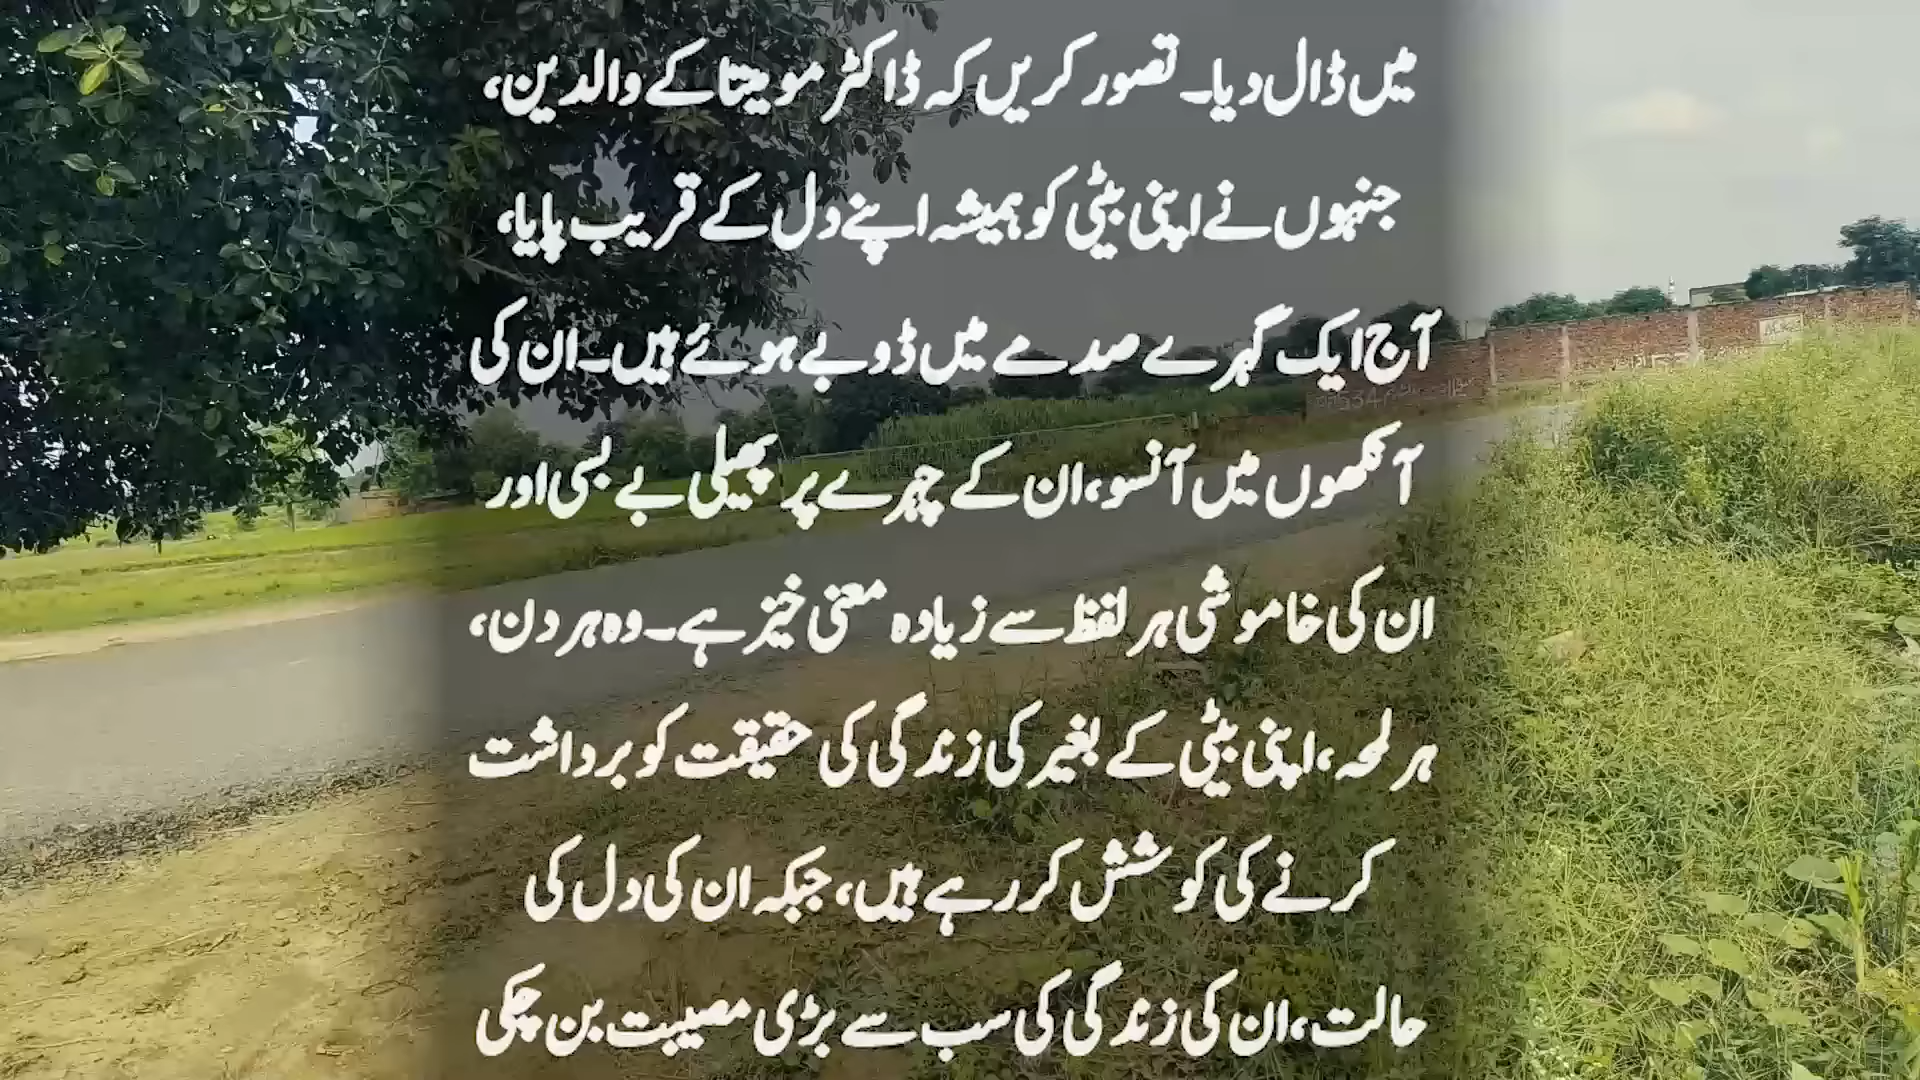 میں ڈال دیا۔ تصور کریں کہ ڈاکٹر مومیتا کے والدین،
جنہوں نے اپنی بیٹی کو ہمیشہ اپنے دل کے قریب پایا،
آج ایک گہرے صدمے میں ڈوبے ہوئے ہیں۔ ان کی
آنکھوں میں آنسو، ان کے چہرے پر پھیلی بے بسی اور
ان کی خاموشی ہر لفظ سے زیادہ معنی خیز ہے۔ وہ ہر دن،
ہر لمحہ، اپنی بیٹی کے بغیر کی زندگی کی حقیقت کو برداشت
کرنے کی کوشش کر رہے ہیں، جبکہ ان کی دل کی
حالت، ان کی زندگی کی سب سے بڑی مصیبت بن چکی